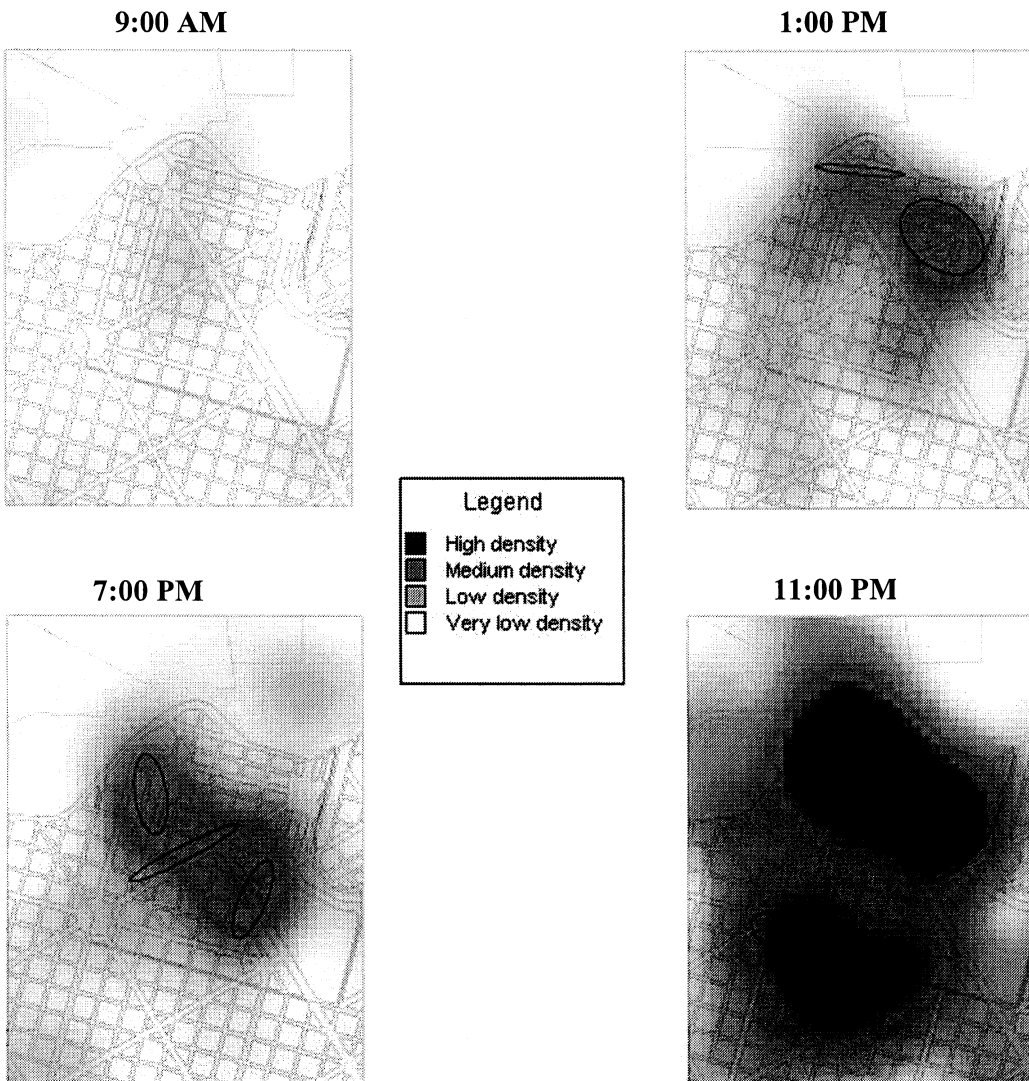 9:00 AM
1:00 PM
Legend
High density
Medium density
Low density
Very low density
7:00 PM
11:00 PM